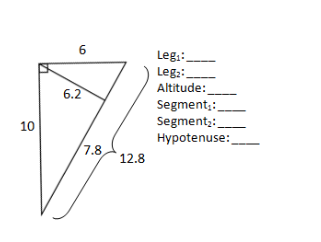 6
6.2
10
7.8
12.8
Leg₁:____
Leg₂:____
Altitude:____
Segment₁:____
Segment₂:____
Hypotenuse:____